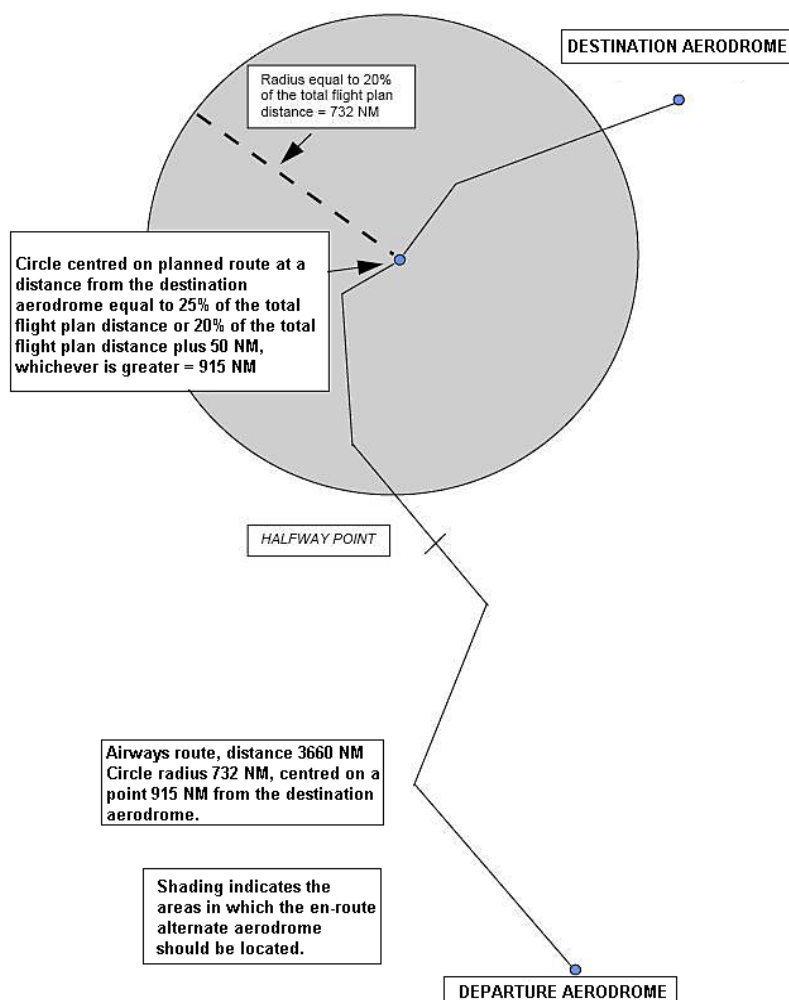 DESTINATION AERODROME
Radius equal to 20%
of the total flight plan
distance = 732 NM
Circle centred on planned route at a
distance from the destination
aerodrome equal to 25% of the total
flight plan distance or 20% of the total
flight plan distance plus 50 NM,
whichever is greater = 915 NM
HALFWAY POINT
Airways route, distance 3660 NM
Circle radius 732 NM, centred on a
point 915 NM from the destination
aerodrome.
Shading indicates the
areas in which the en-route
alternate aerodrome
should be located.
DEPARTURE AERODROME